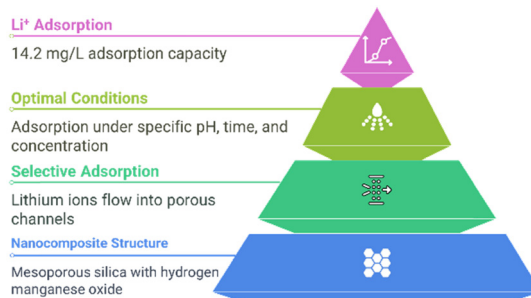 Li⁺ Adsorption
14.2 mg/L adsorption capacity
Optimal Conditions
Adsorption under specific pH, time, and
concentration
Selective Adsorption
Lithium ions flow into porous
channels
Nanocomposite Structure
Mesoporous silica with hydrogen
manganese oxide